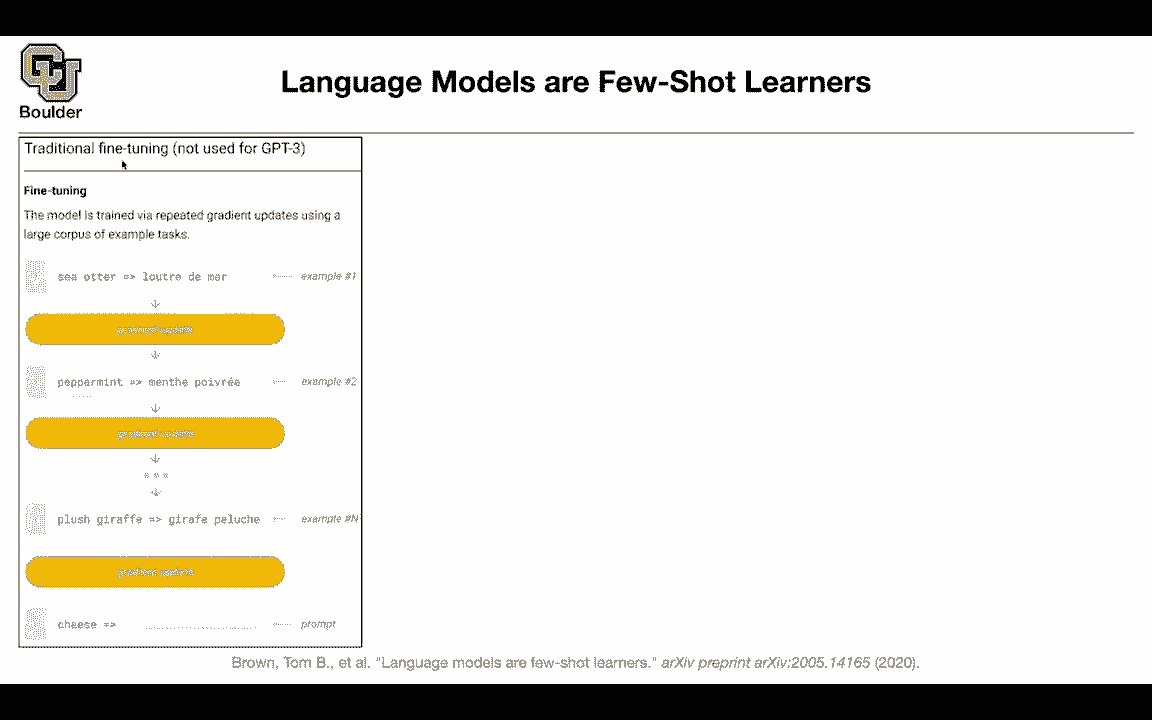 Boulder
Language Models are Few-Shot Learners
Traditional fine-tuning (not used for GPT-3)
Fine-tuning
The model is trained via repeated gradient updates using a
large corpus of example tasks.
sea otter => loutre de mer example #1
gradient update
peppermint => menthe poivrée example #2
gradient update
plush giraffe => girafe peluche example #N
gradient update
cheese => prompt
Brown, Tom B., et al. "Language models are few-shot learners." arXiv preprint arXiv:2005.14165 (2020).